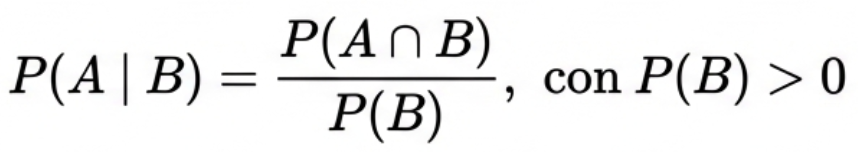 P(A | B) = P(A ∩ B) / P(B), con P(B) > 0